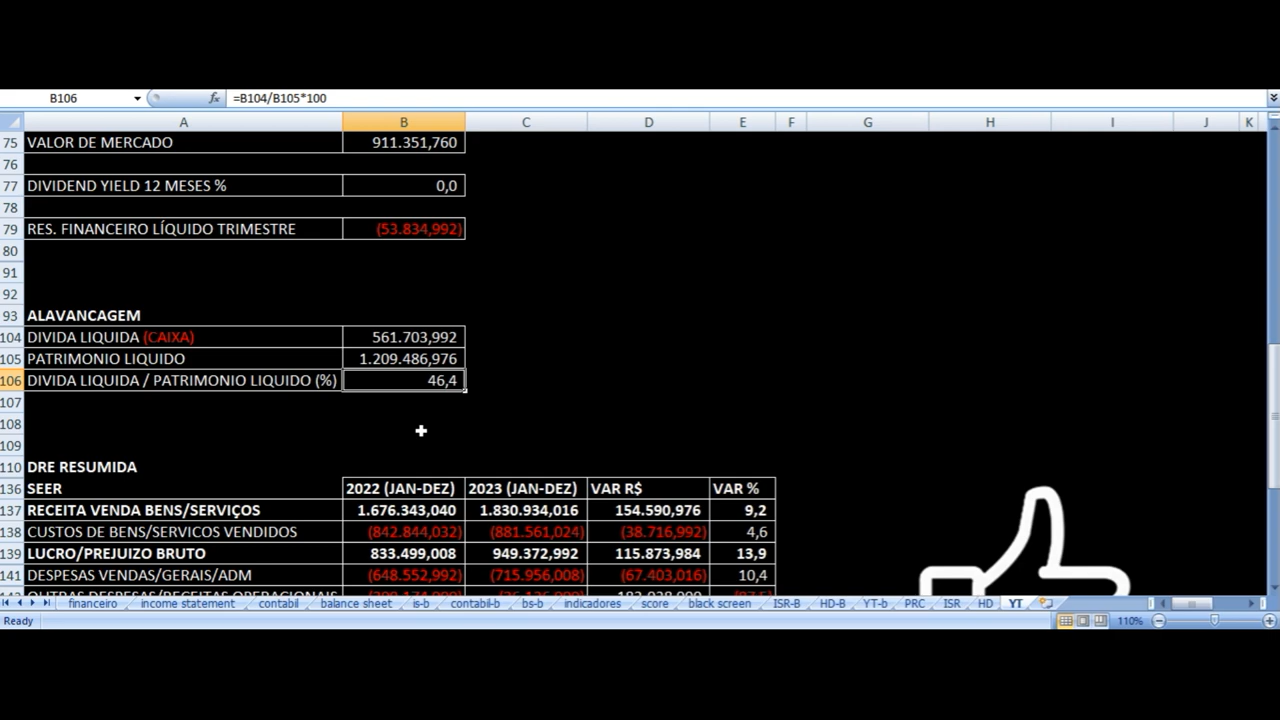 B106 fx =B104/B105*100
A B C D E F G H I J K
75 VALOR DE MERCADO 911.351,760
76
77 DIVIDEND YIELD 12 MESES % 0,0
78
79 RES. FINANCEIRO LÍQUIDO TRIMESTRE (53.834,992)
80
91
92
93 ALAVANCAGEM
104 DIVIDA LIQUIDA (CAIXA) 561.703,992
105 PATRIMONIO LIQUIDO 1.209.486,976
106 DIVIDA LIQUIDA / PATRIMONIO LIQUIDO (%) 46,4
107
108
109
110 DRE RESUMIDA
136 SEER 2022 (JAN-DEZ) 2023 (JAN-DEZ) VAR R$ VAR %
137 RECEITA VENDA BENS/SERVIÇOS 1.676.343,040 1.830.934,016 154.590,976 9,2
138 CUSTOS DE BENS/SERVICOS VENDIDOS (842.844,032) (881.561,024) (38.716,992) 4,6
139 LUCRO/PREJUIZO BRUTO 833.499,008 949.372,992 115.873,984 13,9
141 DESPESAS VENDAS/GERAIS/ADM (648.552,992) (715.956,008) (67.403,016) 10,4
OUTRAS DESPESAS/RECEITAS OPERACIONAIS
financeiro income statement contabil balance sheet is-b contabil-b bs-b indicadores score black screen ISR-B HD-B YT-b PRC ISR HD YT
Ready 110%